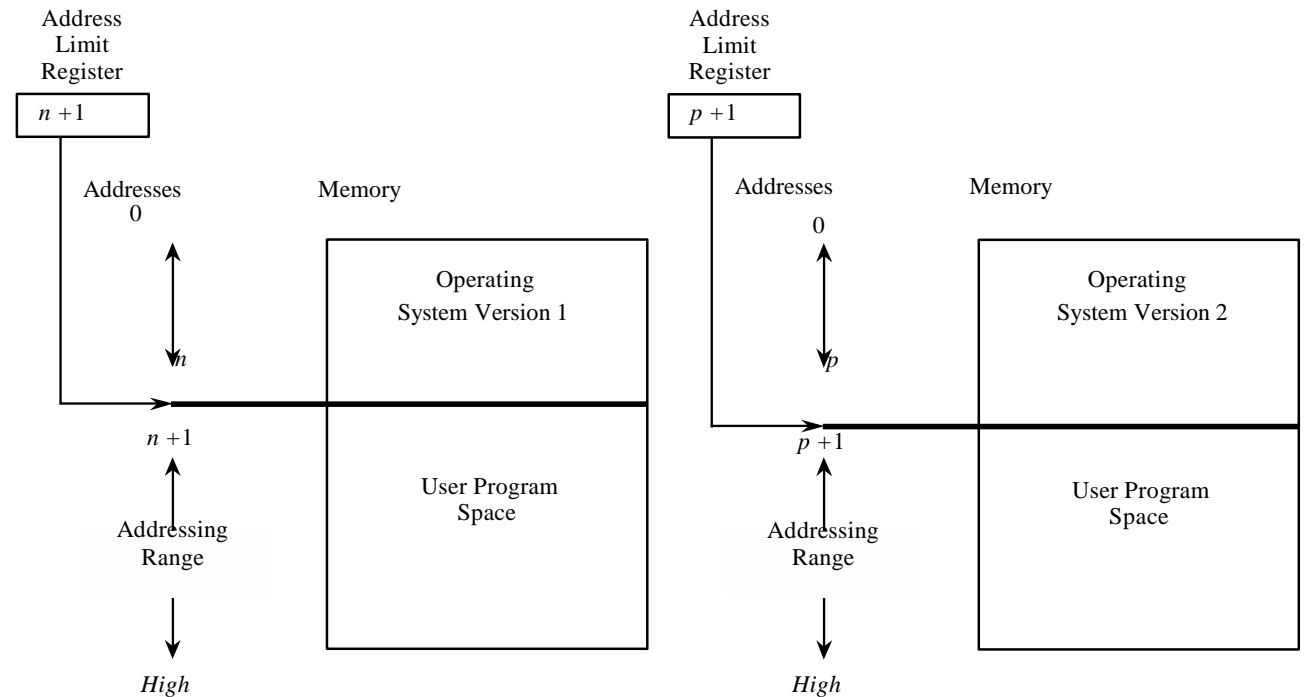 Address
Limit
Register
n +1
Addresses
0
Memory
Operating
System Version 1
n
n +1
User Program
Space
Addressing
Range
High
Address
Limit
Register
p +1
Addresses
0
Memory
Operating
System Version 2
p
p +1
User Program
Space
Addressing
Range
High